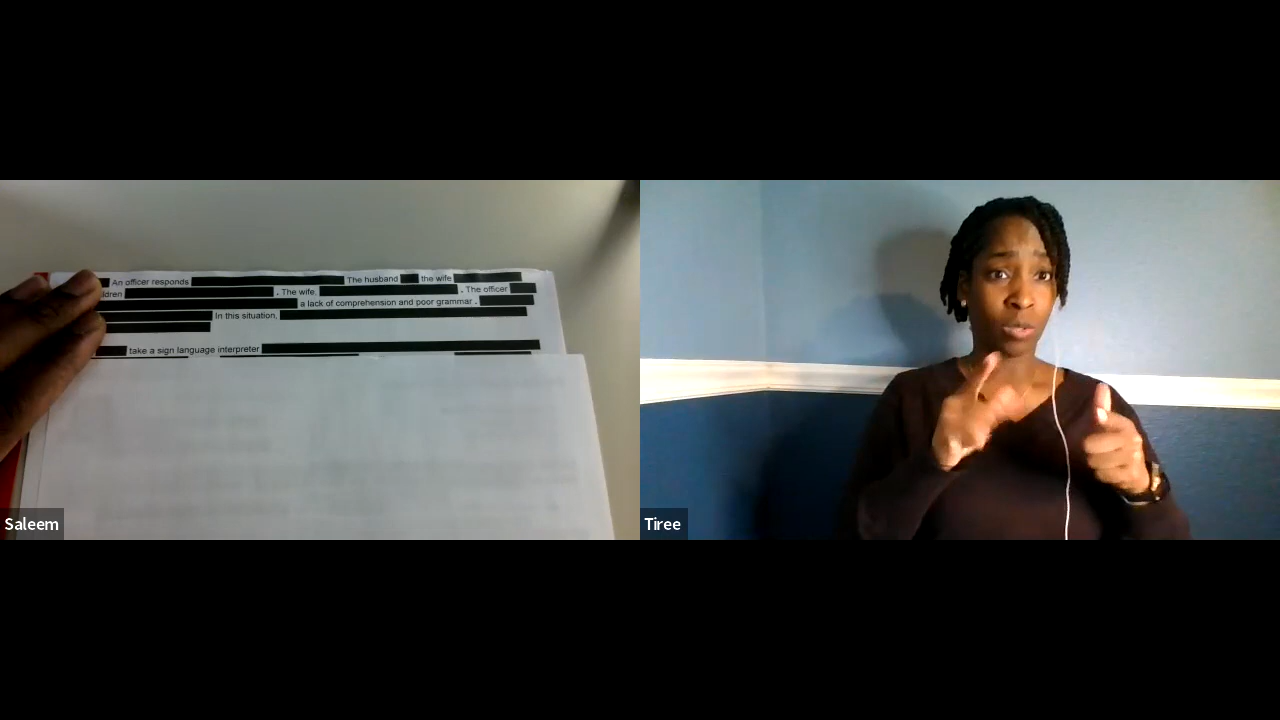 An officer responds The husband the wife
ldren . The wife, . The officer
a lack of comprehension and poor grammar .
In this situation,
take a sign language interpreter
Saleem
Tiree